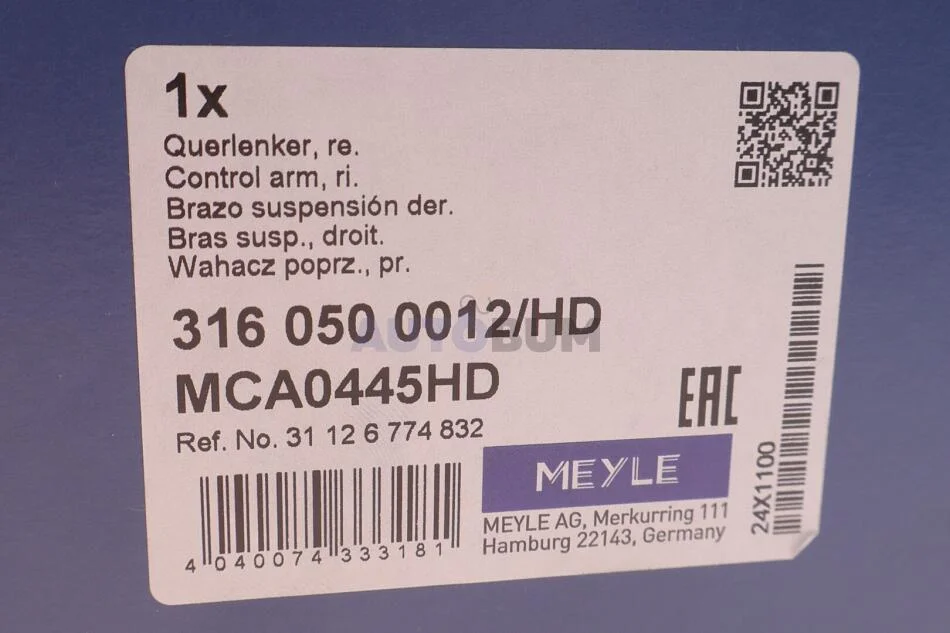 1x
Querlenker, re.
Control arm, ri.
Brazo suspensión der.
Bras susp., droit.
Wahacz poprz., pr.
316 050 0012/HD
AUTOBUM
MCA0445HD
EAC
Ref. No. 31 12 6 774 832
MEYLE
MEYLE AG, Merkurring 111
Hamburg 22143, Germany
4 040074 333181
24X1100